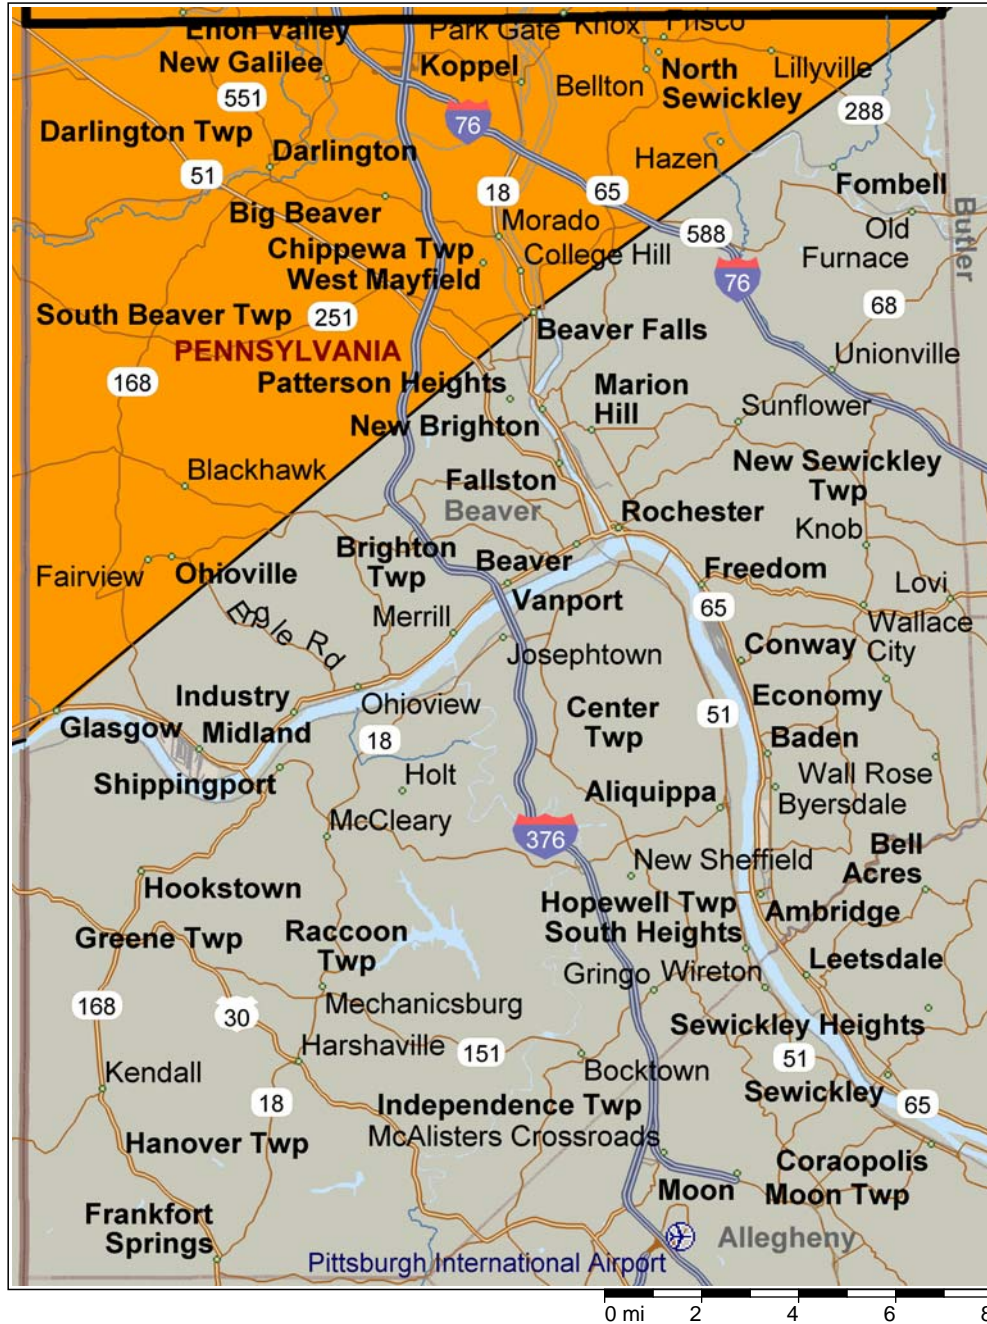 Enon Valley
Park Gate
Knox
Frisco
New Galilee
Koppel
North
Sewickley
Lillyville
Bellton
551
76
288
Darlington Twp
Darlington
Hazen
51
18
65
Fombell
Big Beaver
Morado
588
Old
Furnace
Butler
Chippewa Twp
College Hill
West Mayfield
76
South Beaver Twp
251
68
Beaver Falls
PENNSYLVANIA
Unionville
168
Patterson Heights
Marion
Hill
Sunflower
New Brighton
Blackhawk
Fallston
New Sewickley
Twp
Beaver
Rochester
Knob
Brighton
Twp
Beaver
Fairview
Ohioville
Freedom
Lovi
Engle Rd
Merrill
Vanport
65
Wallace
City
Josephtown
Conway
Industry
Ohioview
Center
Twp
Economy
51
Glasgow
Midland
18
Baden
Shippingport
Holt
Wall Rose
Aliquippa
Byersdale
McCleary
376
New Sheffield
Bell
Acres
Hookstown
Hopewell Twp
Ambridge
Greene Twp
Raccoon
Twp
South Heights
Leetsdale
Gringo
Wireton
168
30
Mechanicsburg
Sewickley Heights
Harshaville
151
51
Kendall
Bocktown
18
Independence Twp
Sewickley
65
Hanover Twp
McAlisters Crossroads
Coraopolis
Moon
Moon Twp
Frankfort
Springs
Allegheny
Pittsburgh International Airport
0 mi
2
4
6
8